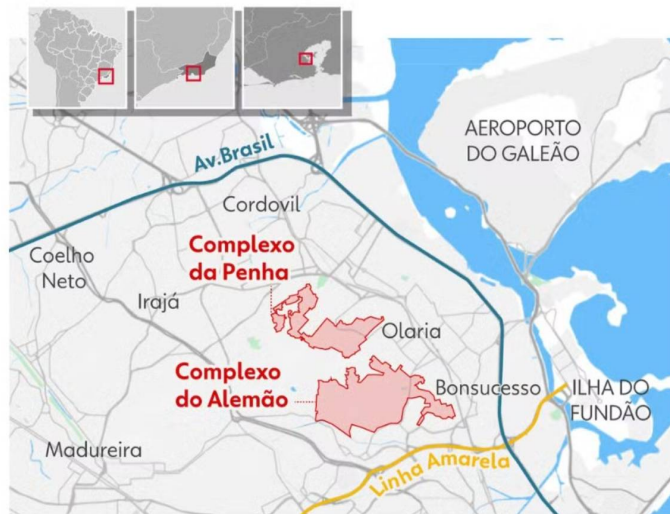 AEROPORTO
DO GALEÃO
Av.Brasil
Cordovil
Complexo
da Penha
Coelho
Neto
Irajá
Olaria
Complexo
do Alemão
Bonsucesso
ILHA DO
FUNDÃO
Madureira
Linha Amarela